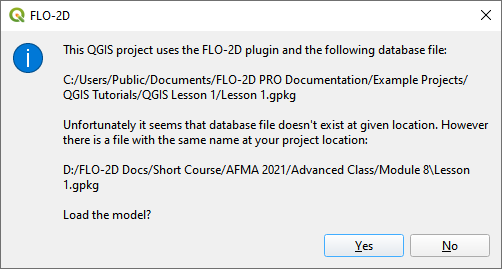 FLO-2D
This QGIS project uses the FLO-2D plugin and the following database file:
C:/Users/Public/Documents/FLO-2D PRO Documentation/Example Projects/
QGIS Tutorials/QGIS Lesson 1/Lesson 1.gpkg
Unfortunately it seems that database file doesn't exist at given location. However
there is a file with the same name at your project location:
D:/FLO-2D Docs/Short Course/AFMA 2021/Advanced Class/Module 8\Lesson
1.gpkg
Load the model?
Yes
No